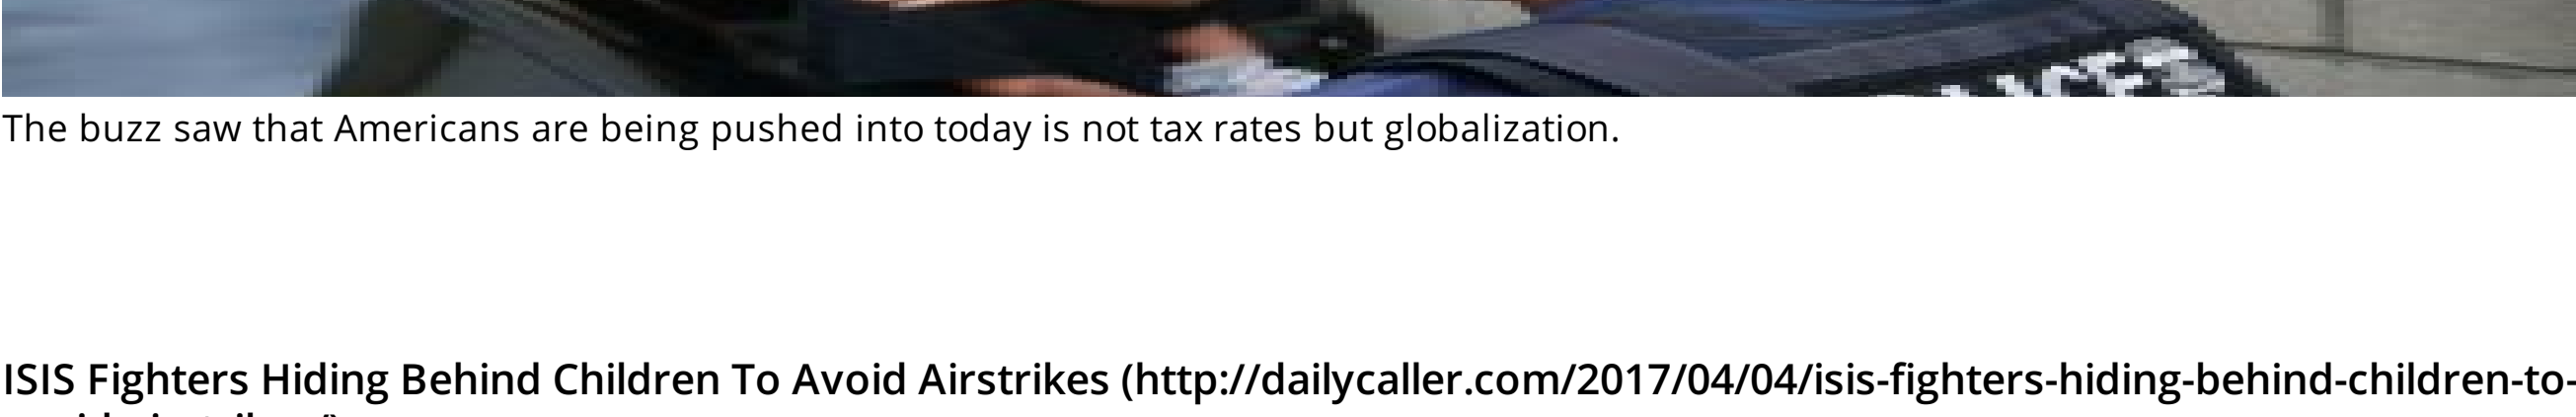 The buzz saw that Americans are being pushed into today is not tax rates but globalization.
ISIS Fighters Hiding Behind Children To Avoid Airstrikes (http://dailycaller.com/2017/04/04/isis-fighters-hiding-behind-children-to-